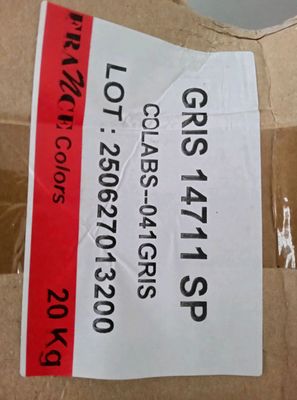 GRIS 14711 SP
COLABS--041GRIS
LOT : 250627013200
FRANCE Colors 20 Kg